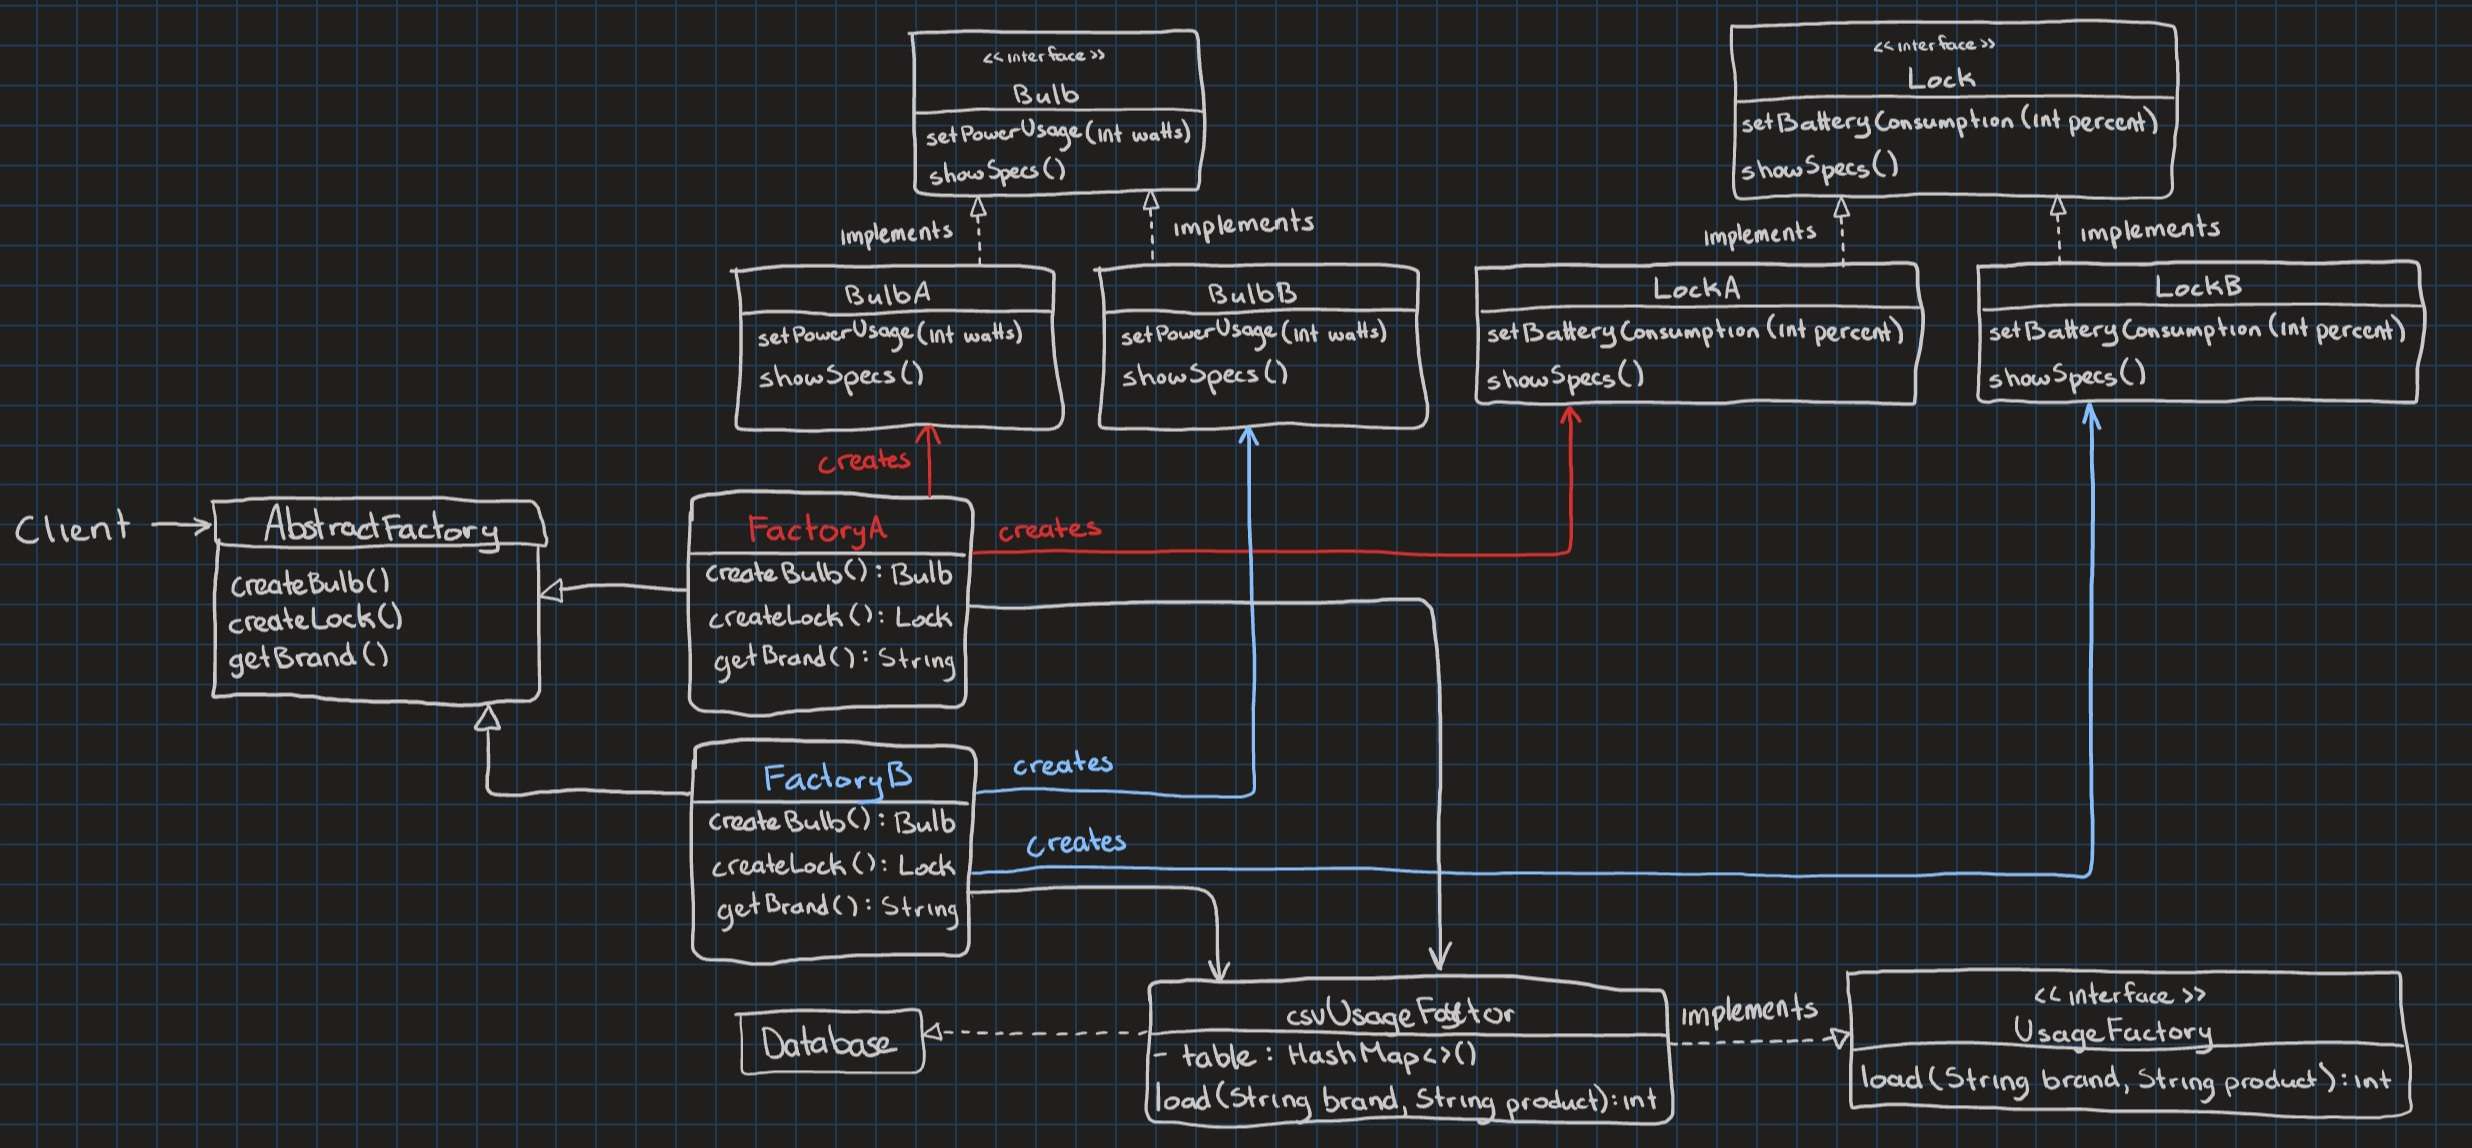 <<interface>>
Bulb
setPowerUsage(int watts)
showSpecs()
<<interface>>
Lock
setBatteryConsumption(int percent)
showSpecs()
implements
implements
implements
implements
BulbA
setPowerUsage(int watts)
showSpecs()
BulbB
setPowerUsage(int watts)
showSpecs()
LockA
setBatteryConsumption(int percent)
showSpecs()
LockB
setBatteryConsumption(int percent)
showSpecs()
creates
Client
AbstractFactory
createBulb()
createLock()
getBrand()
FactoryA
createBulb(): Bulb
createLock(): Lock
getBrand(): String
creates
FactoryB
createBulb(): Bulb
createLock(): Lock
getBrand(): String
creates
creates
Database
- table: HashMap<>()
load(String brand, String product): int
implements
<<interface>>
UsageFactory
load(String brand, String product): int